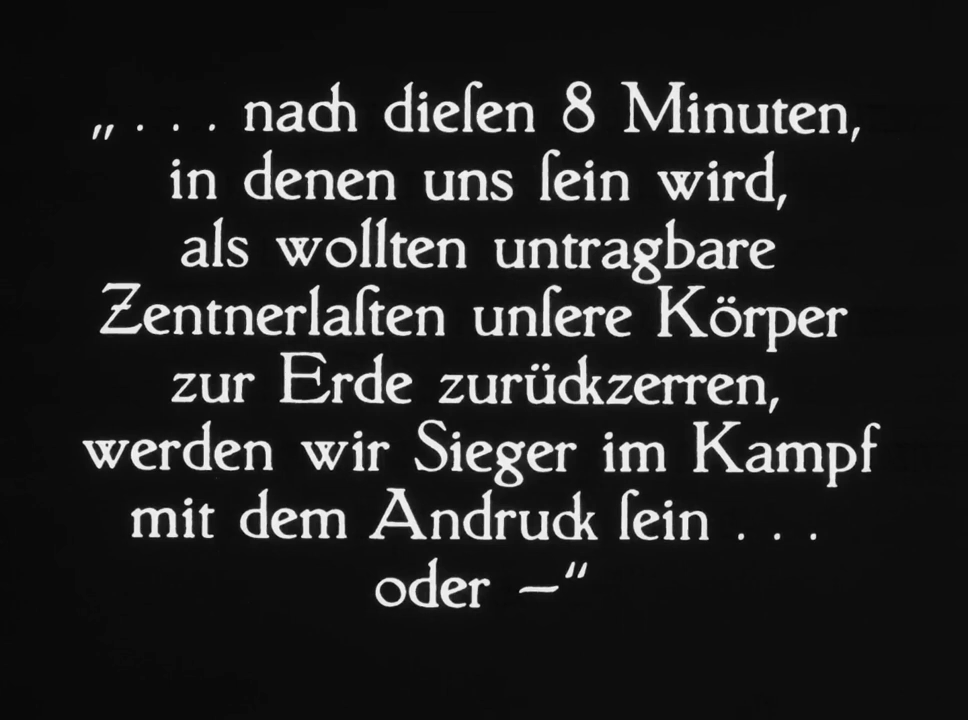 „. . . nach dieſen 8 Minuten,
in denen uns ſein wird,
als wollten untragbare
Zentnerlaſten unſere Körper
zur Erde zurückzerren,
werden wir Sieger im Kampf
mit dem Andruck ſein . . .
oder —“